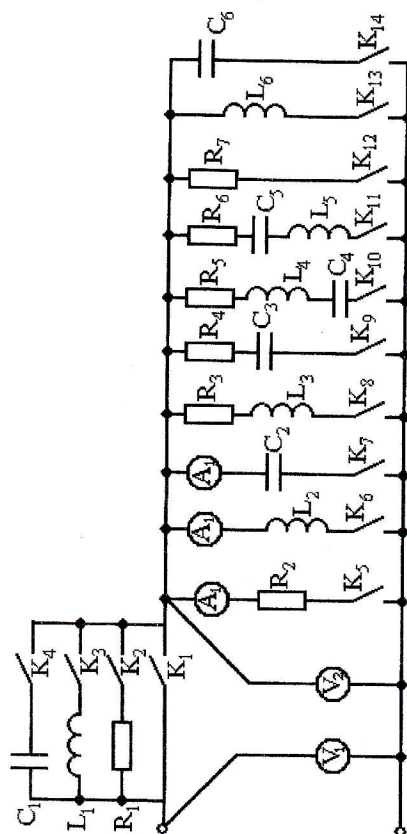 C₁
K₄
L₁
K₃
R₁
K₂
K₁
V₁
V₂
A₁
R₂
K₅
A₁
L₂
K₆
A₁
C₂
K₇
R₃
L₃
K₈
R₄
C₃
K₉
R₅
L₄
C₄
K₁₀
R₆
C₅
L₅
K₁₁
R₇
K₁₂
L₆
K₁₃
C₆
K₁₄